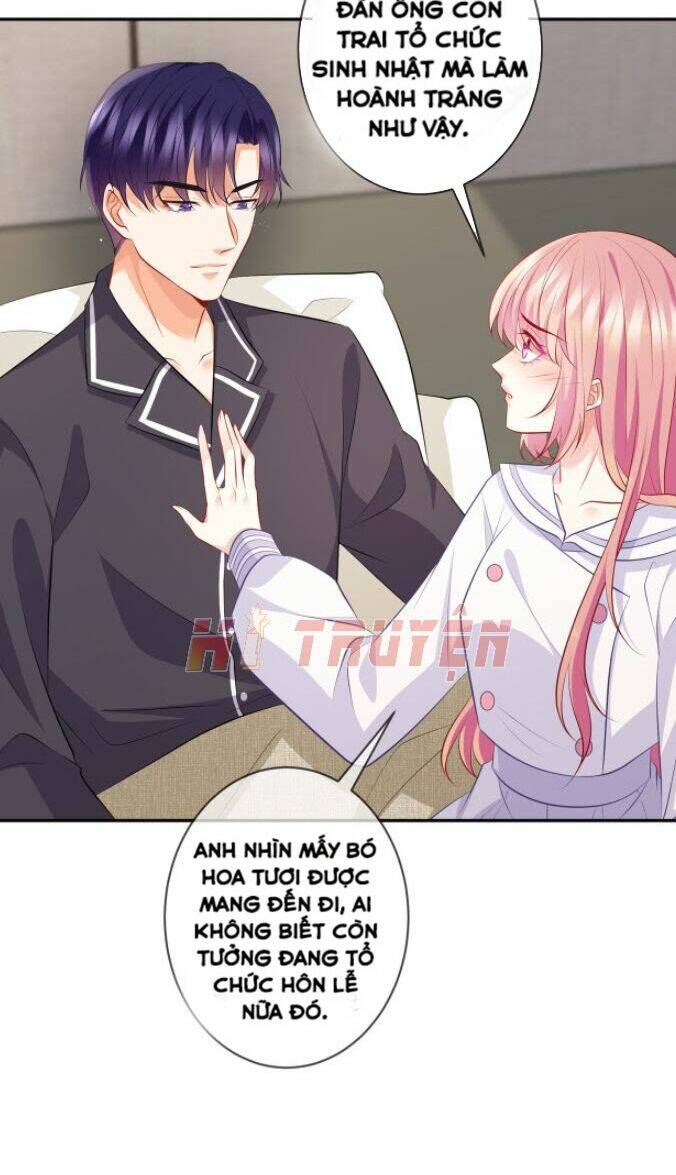 ĐÀN ÔNG CON
TRAI TỔ CHỨC
SINH NHẬT MÀ LÀM
HOÀNH TRÁNG
NHƯ VẬY.
HI TRUYỆN
ANH NHÌN MẤY BÓ
HOA TƯƠI ĐƯỢC
MANG ĐẾN ĐI, AI
KHÔNG BIẾT CÒN
TƯỞNG ĐANG TỔ
CHỨC HÔN LỄ
NỮA ĐÓ.